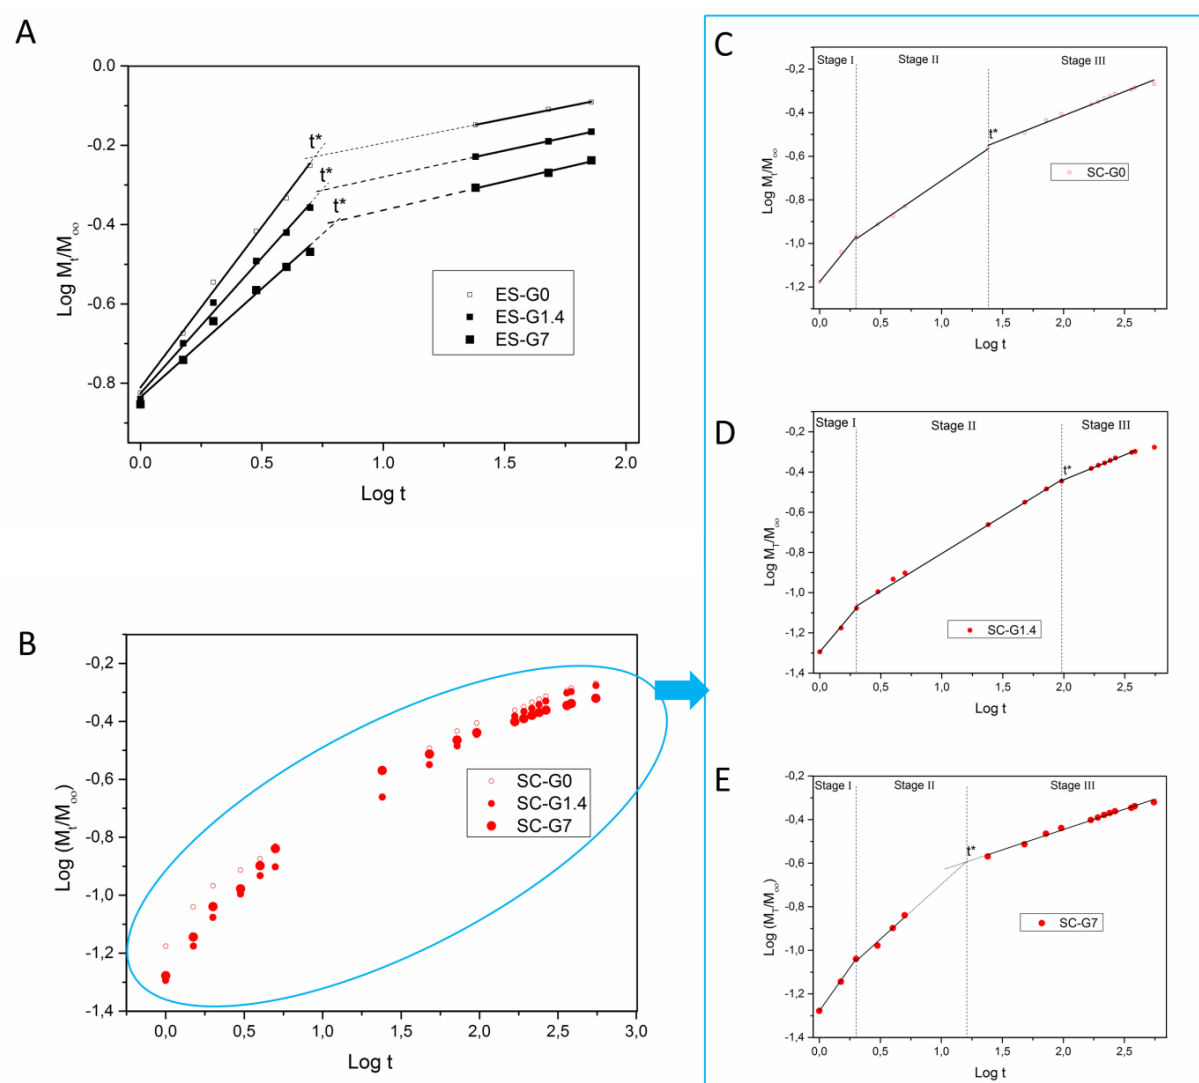 A
0.0
-0.2
-0.4
-0.6
-0.8
Log Mt/M∞
t*
t*
t*
ES-G0
ES-G1.4
ES-G7
0.0 0.5 1.0 1.5 2.0
Log t
B
-0,2
-0,4
-0,6
-0,8
-1,0
-1,2
-1,4
Log (Mt/M∞)
SC-G0
SC-G1.4
SC-G7
0,0 0,5 1,0 1,5 2,0 2,5 3,0
Log t
C
Stage I Stage II Stage III
-0,2
-0,4
-0,6
-0,8
-1,0
-1,2
Log Mt/M∞
t*
SC-G0
0,0 0,5 1,0 1,5 2,0 2,5
Log t
D
Stage I Stage II Stage III
-0,2
-0,4
-0,6
-0,8
-1,0
-1,2
-1,4
Log MT/M∞
t*
SC-G1.4
0,0 0,5 1,0 1,5 2,0 2,5
Log t
E
Stage I Stage II Stage III
-0,2
-0,4
-0,6
-0,8
-1,0
-1,2
-1,4
Log (MT/M∞)
t*
SC-G7
0,0 0,5 1,0 1,5 2,0 2,5
Log t